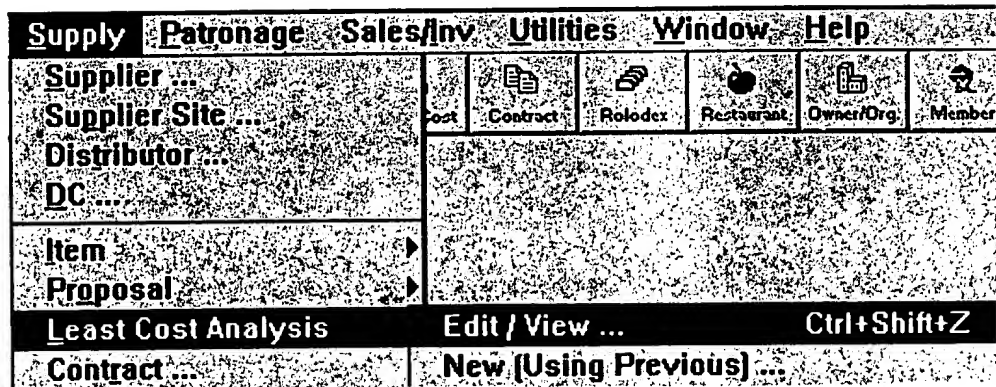 Supply Patronage Sales/Inv Utilities Window Help
Supplier ...
Supplier Site ...
Distributor ...
DC ...
Cost Contract Rolodex Restaurant Owner/Org Member
Item
Proposal
Least Cost Analysis Edit / View ... Ctrl+Shift+Z
Contract ... New (Using Previous) ...